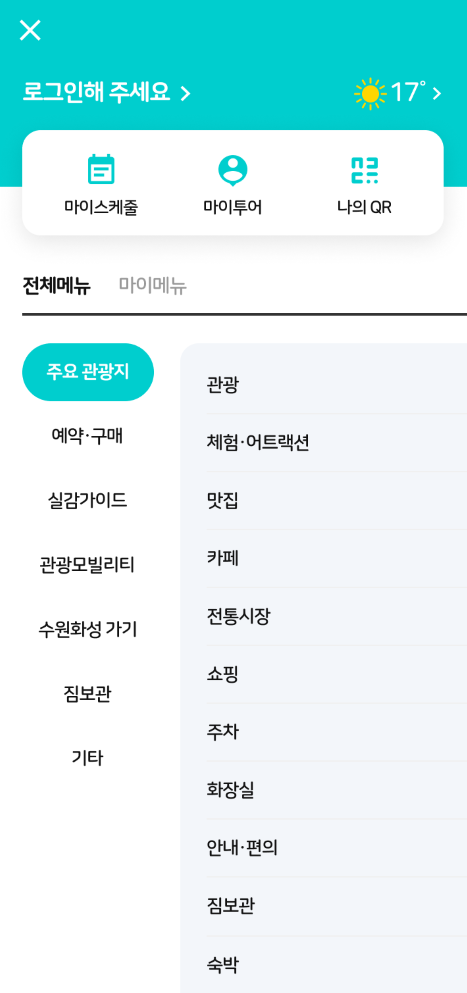 로그인해 주세요
17°
마이스케줄
마이투어
나의 QR
전체메뉴
마이메뉴
주요 관광지
예약·구매
실감가이드
관광모빌리티
수원화성 가기
짐보관
기타
관광
체험·어트랙션
맛집
카페
전통시장
쇼핑
주차
화장실
안내·편의
짐보관
숙박